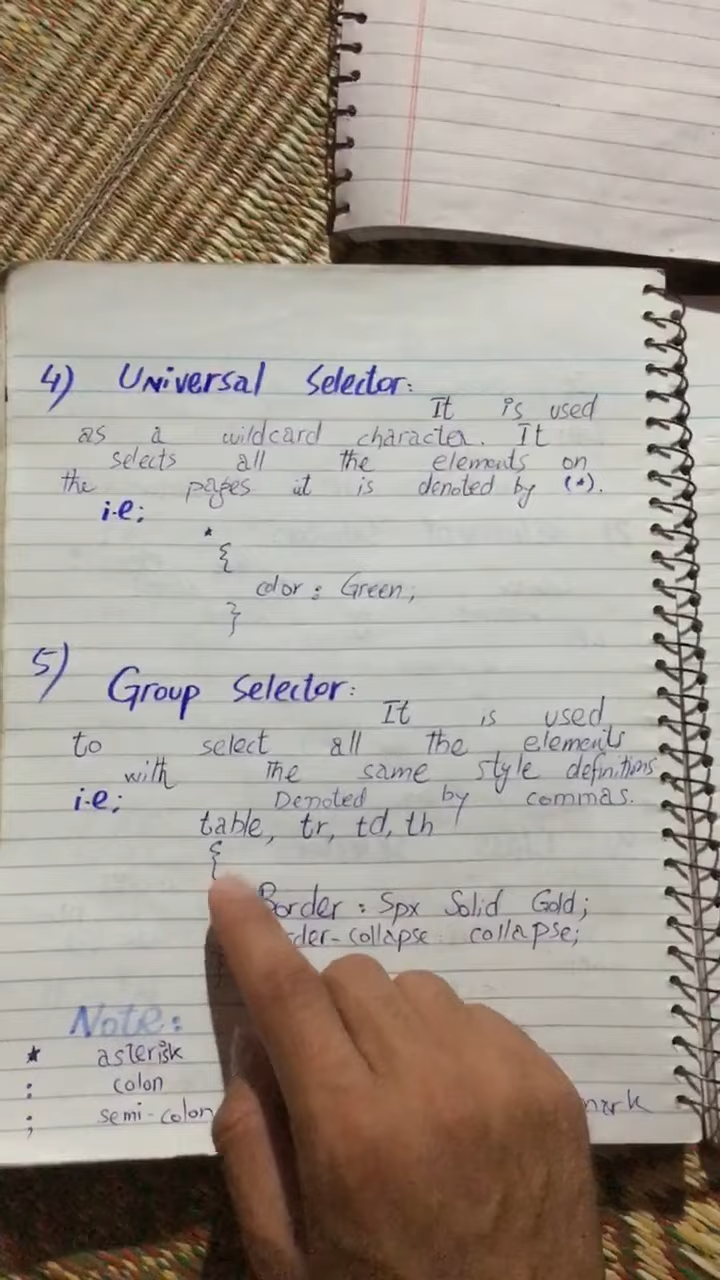 4) Universal Selector:
It is used
as a wildcard character. It
selects all the elements on
the pages it is denoted by (*).
i.e:
*
{
color: Green;
}
5) Group Selector:
It is used
to select all the elements
with the same style definitions
i.e; Denoted by commas.
table, tr, td, th
{
Border: 5px Solid Gold;
collapse: collapse;
}
Note:
* asterisk
: colon
; semi-colon